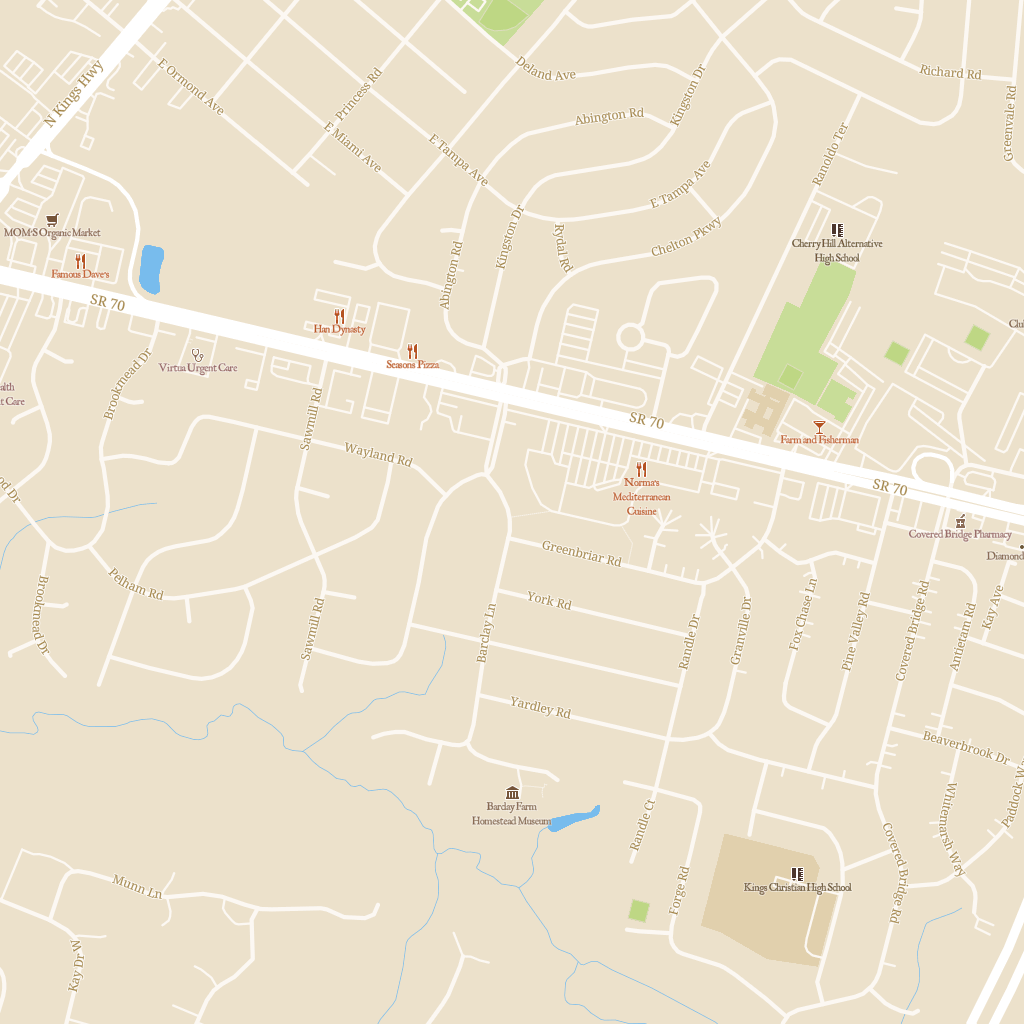 Deland Ave
Richard Rd
N Kings Hwy
E Ormond Ave
Princess Rd
Kingston Dr
Greenvale Rd
Abington Rd
E Miami Ave
E Tampa Ave
Ranoldo Ter
E Tampa Ave
MOM'S Organic Market
Kingston Dr
Rydal Rd
Chelton Pkwy
Cherry Hill Alternative
High School
Famous Dave's
Abington Rd
SR 70
Han Dynasty
Seasons Pizza
Virtua Urgent Care
Brookmead Dr
Care
Sawmill Rd
SR 70
Farm and Fisherman
Wayland Rd
Norma's
Mediterranean
Cuisine
SR 70
Covered Bridge Pharmacy
Diamond
Greenbriar Rd
Pelham Rd
Brookmead Dr
York Rd
Sawmill Rd
Barclay Ln
Randle Dr
Granville Dr
Fox Chase Ln
Pine Valley Rd
Covered Bridge Rd
Antietam Rd
Kay Ave
Yardley Rd
Beaverbrook Dr
Barclay Farm
Homestead Museum
Randle Ct
Whitemarsh Way
Paddock Wa
Covered Bridge Rd
Munn Ln
Forge Rd
Kings Christian High School
W Kay Dr